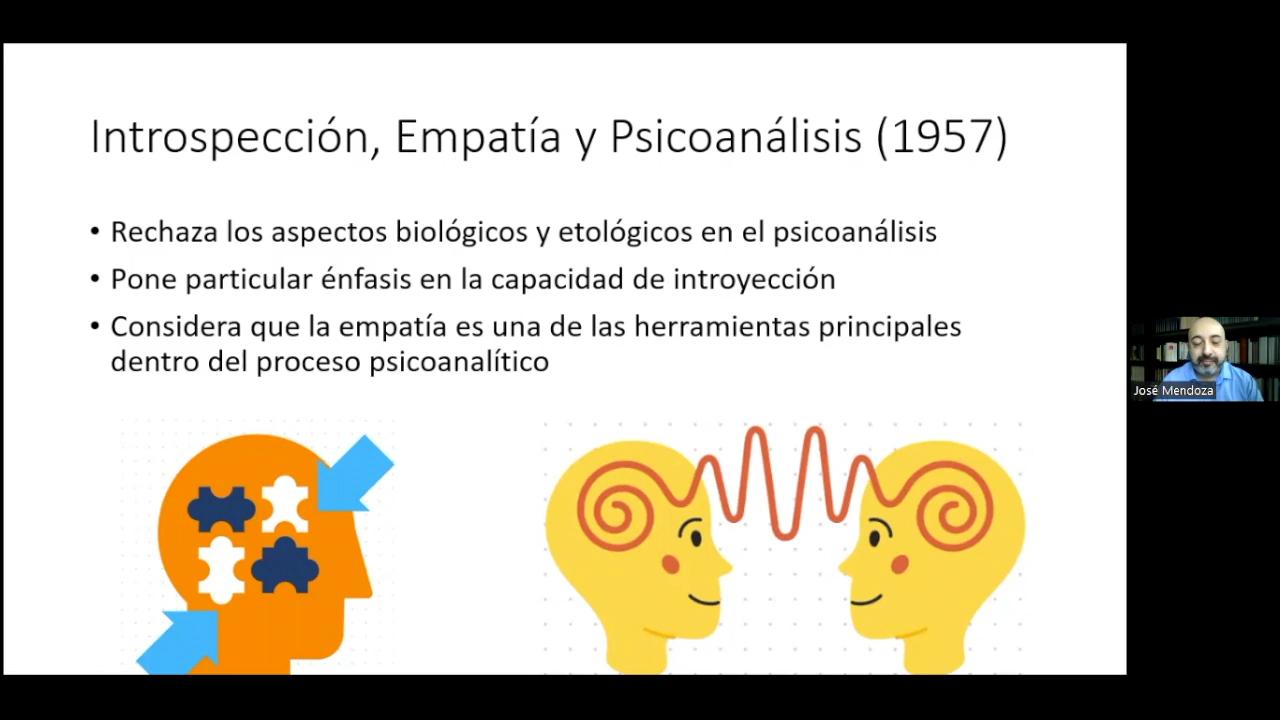 Introspección, Empatía y Psicoanálisis (1957)
• Rechaza los aspectos biológicos y etológicos en el psicoanálisis
• Pone particular énfasis en la capacidad de introyección
• Considera que la empatía es una de las herramientas principales
dentro del proceso psicoanalítico
José Mendoza